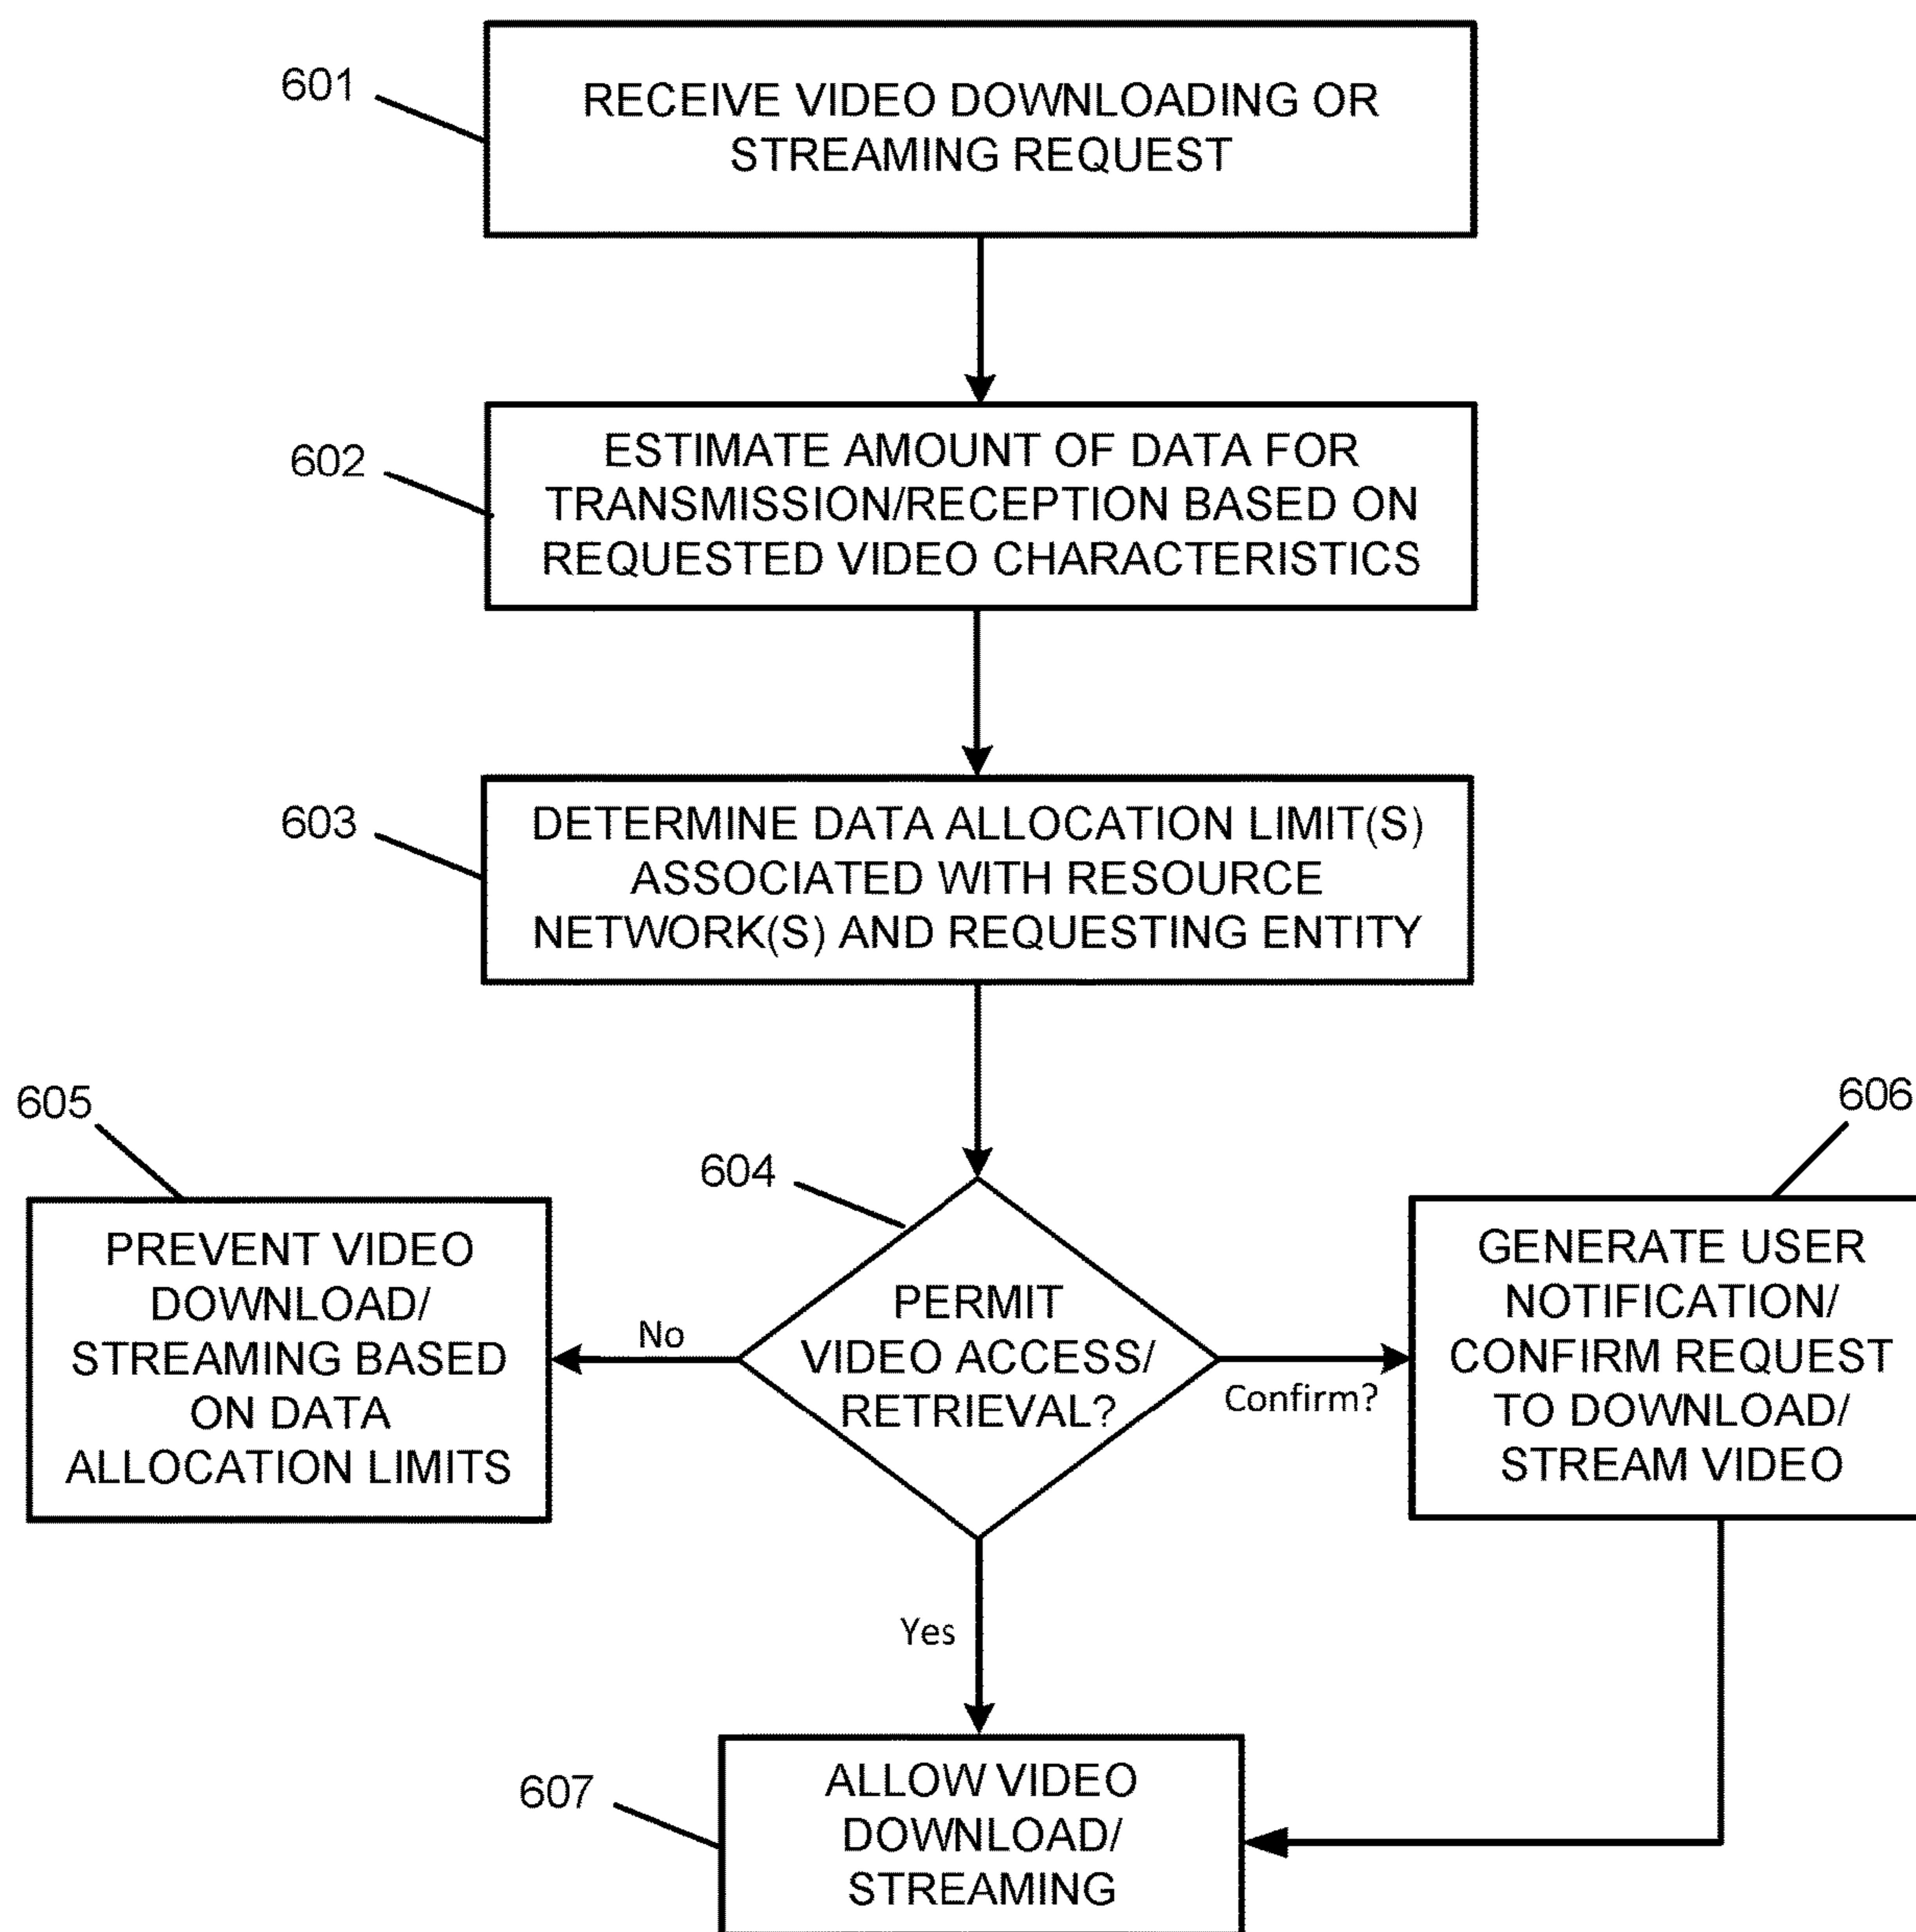 601
RECEIVE VIDEO DOWNLOADING OR
STREAMING REQUEST
602
ESTIMATE AMOUNT OF DATA FOR
TRANSMISSION/RECEPTION BASED ON
REQUESTED VIDEO CHARACTERISTICS
603
DETERMINE DATA ALLOCATION LIMIT(S)
ASSOCIATED WITH RESOURCE
NETWORK(S) AND REQUESTING ENTITY
604
PERMIT
VIDEO ACCESS/
RETRIEVAL?
No
605
PREVENT VIDEO
DOWNLOAD/
STREAMING BASED
ON DATA
ALLOCATION LIMITS
Confirm?
606
GENERATE USER
NOTIFICATION/
CONFIRM REQUEST
TO DOWNLOAD/
STREAM VIDEO
Yes
607
ALLOW VIDEO
DOWNLOAD/
STREAMING